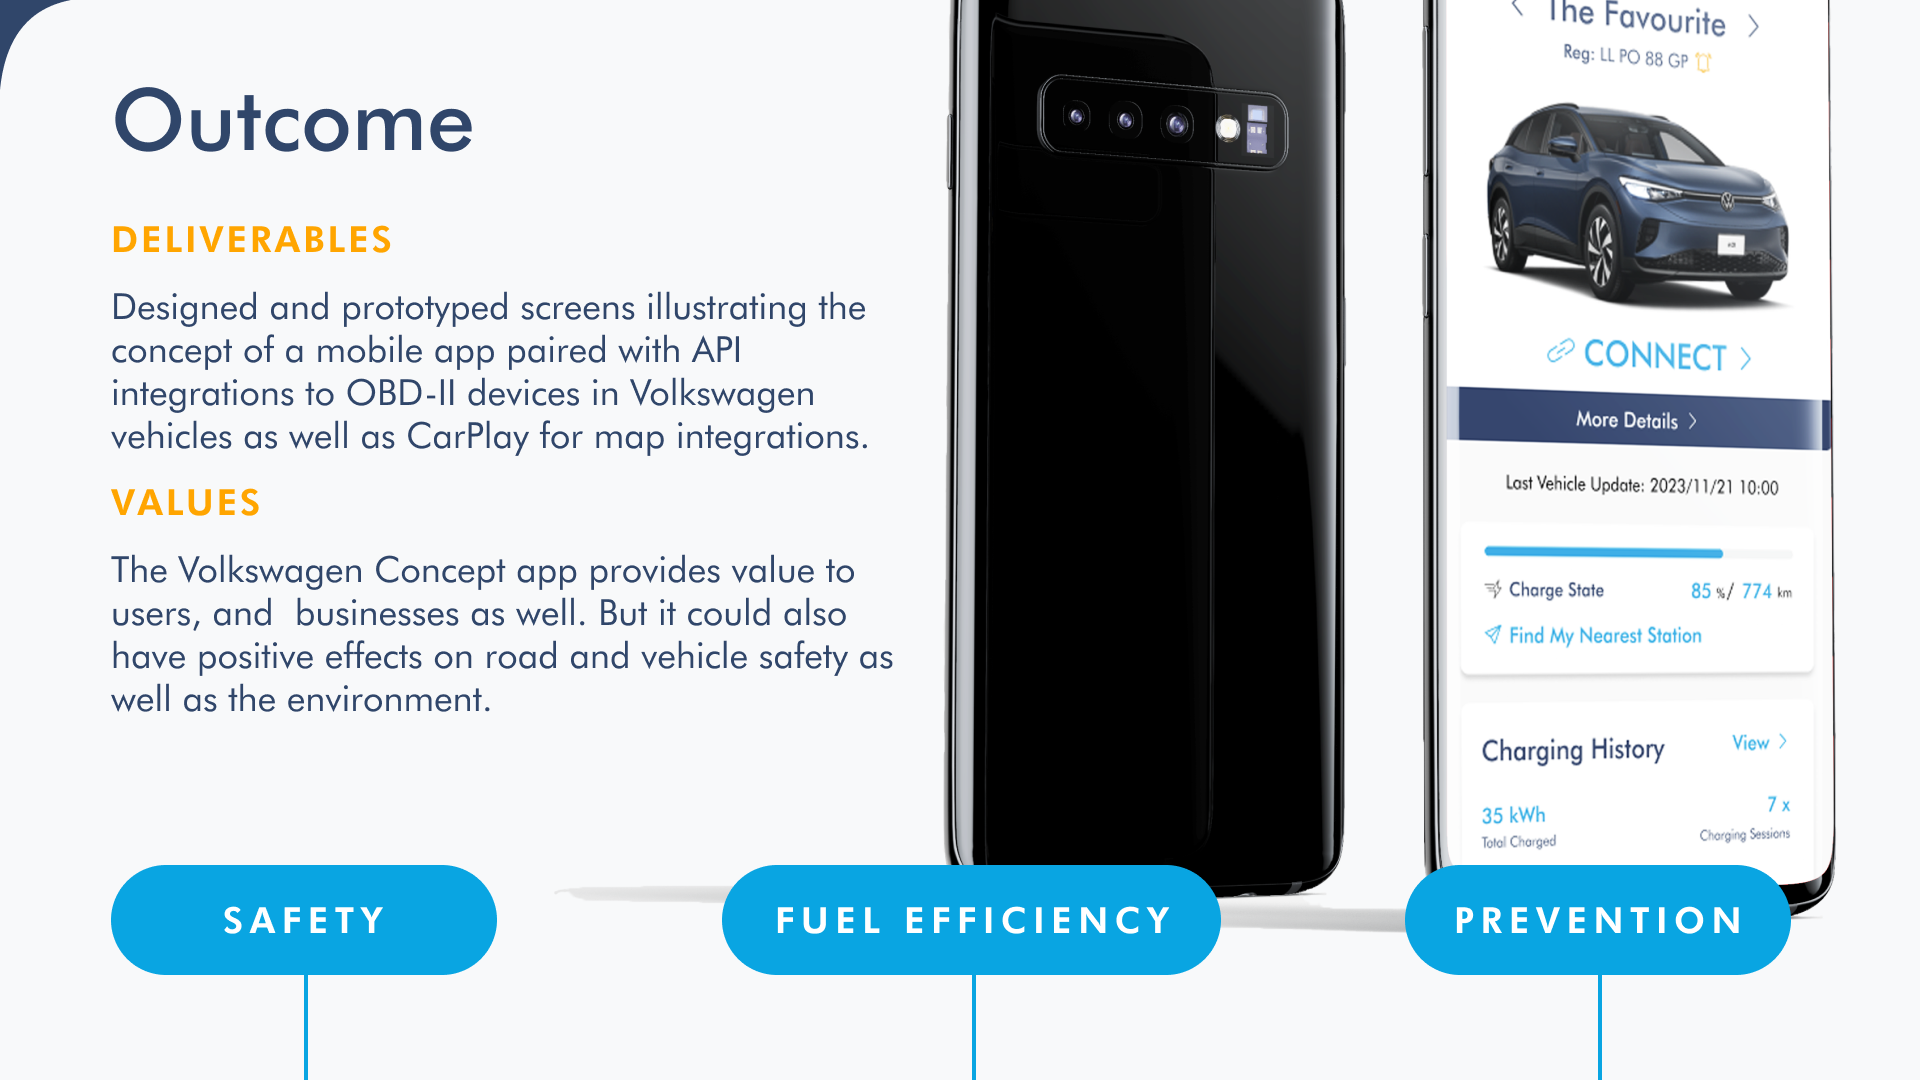 Outcome
DELIVERABLES
Designed and prototyped screens illustrating the
concept of a mobile app paired with API
integrations to OBD-II devices in Volkswagen
vehicles as well as CarPlay for map integrations.
VALUES
The Volkswagen Concept app provides value to
users, and  businesses as well. But it could also
have positive effects on road and vehicle safety as
well as the environment.
The Favourite
Reg: LL PO 88 GP
CONNECT
More Details
Last Vehicle Update: 2023/11/21 10:00
Charge State 85 %/ 774 km
Find My Nearest Station
Charging History View
35 kWh 7 x
Total Charged Charging Sessions
SAFETY
FUEL EFFICIENCY
PREVENTION